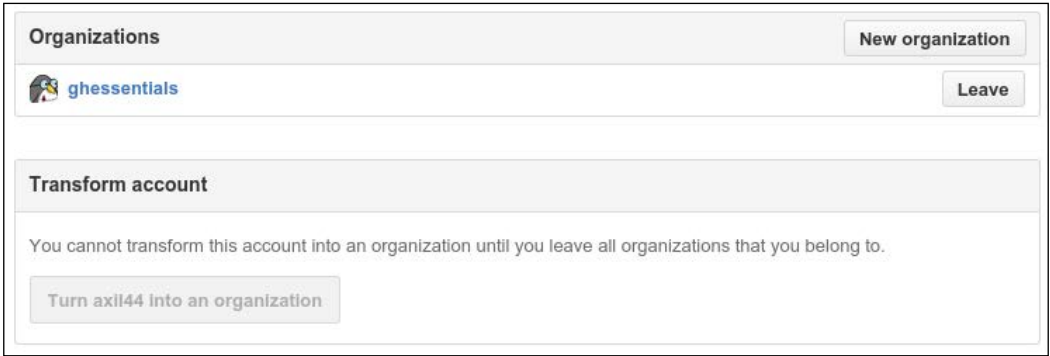 Organizations
New organization
ghessentials
Leave
Transform account
You cannot transform this account into an organization until you leave all organizations that you belong to.
Turn axil44 into an organization